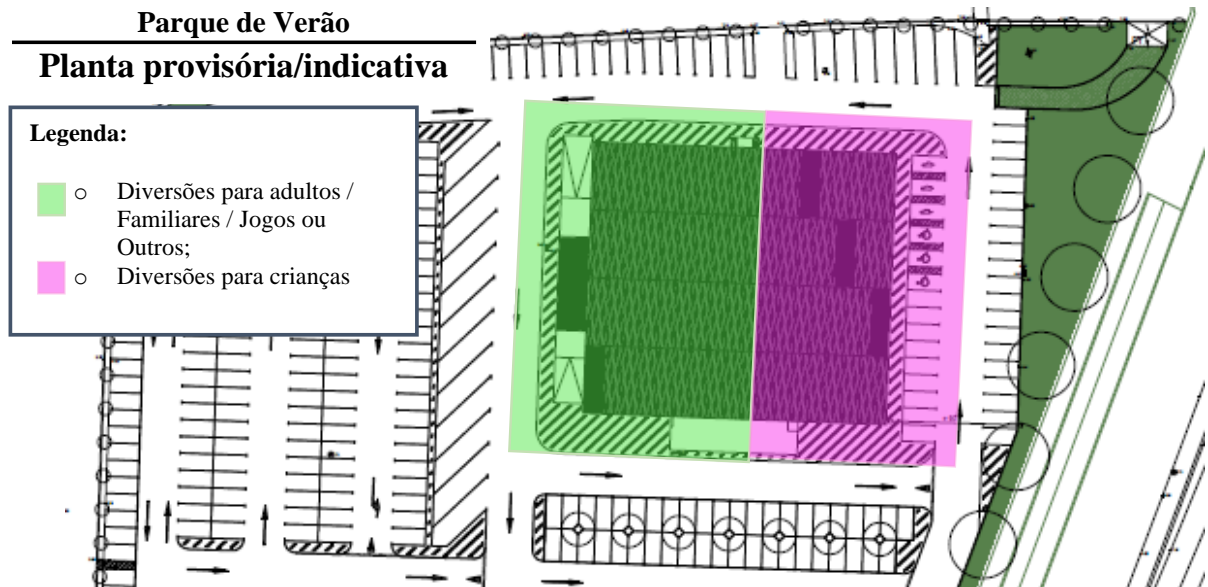 Parque de Verão
Planta provisória/indicativa
Legenda:
o Diversões para adultos /
Familiares / Jogos ou
Outros;
o Diversões para crianças